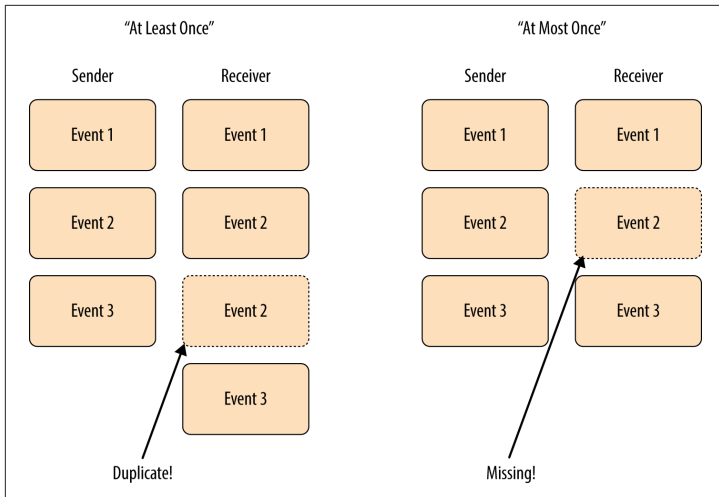 “At Least Once”
Sender
Receiver
Event 1
Event 1
Event 2
Event 2
Event 3
Event 2
Event 3
Duplicate!
“At Most Once”
Sender
Receiver
Event 1
Event 1
Event 2
Event 2
Event 3
Event 3
Missing!